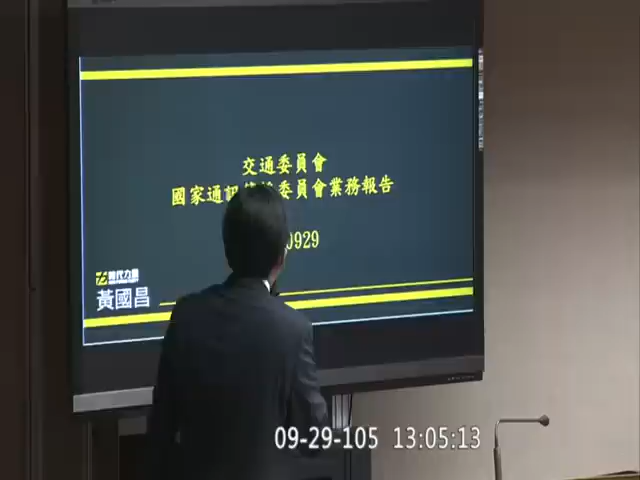 交通委員會
國家通訊 委員會業務報告
0929
時代力量
黃國昌
09-29-105 13:05:13